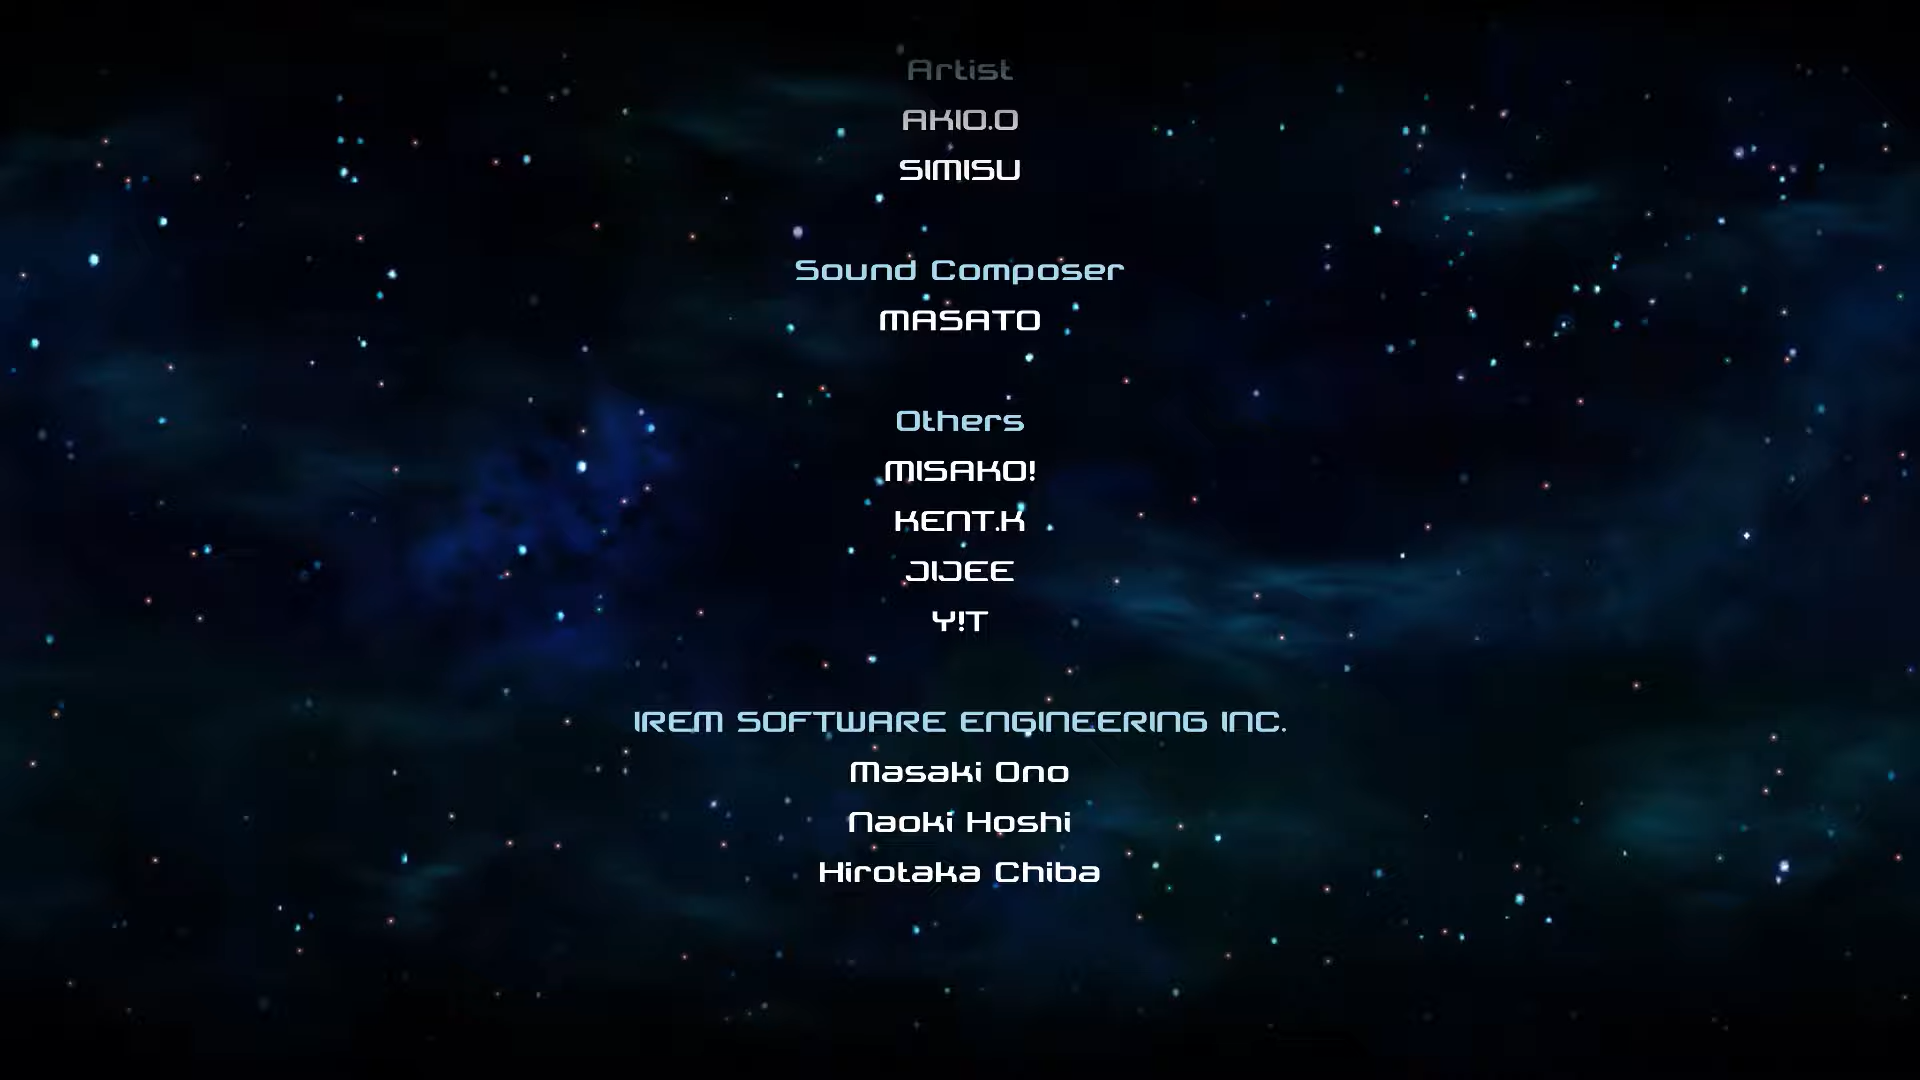 Artist
AKIO.O
SIMISU
Sound Composer
MASATO
Others
MISAKO!
KENT.K
JIJEE
Y!T
IREM SOFTWARE ENGINEERING INC.
Masaki Ono
Naoki Hoshi
Hirotaka Chiba